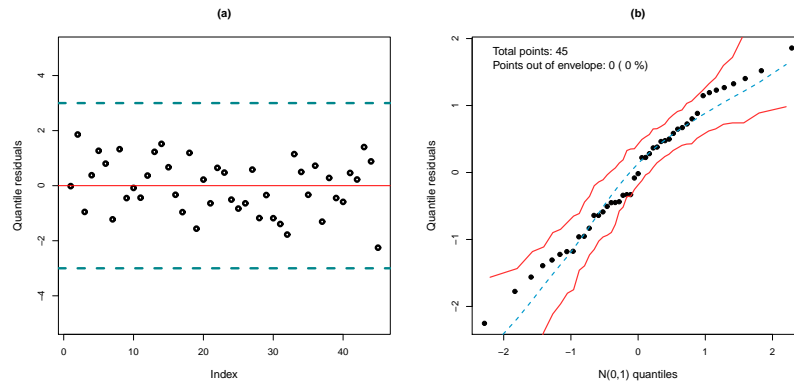 (a)
Quantile residuals
4
2
0
-2
-4
0
10
20
30
40
Index
(b)
Total points: 45
Points out of envelope: 0 ( 0 %)
Quantile residuals
2
1
0
-1
-2
-2
-1
0
1
2
N(0,1) quantiles